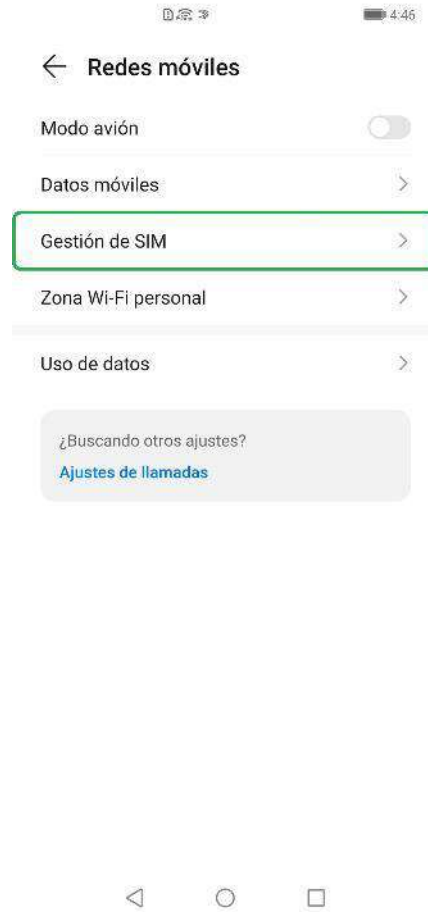 4:46
Redes móviles
Modo avión
Datos móviles
Gestión de SIM
Zona Wi-Fi personal
Uso de datos
¿Buscando otros ajustes?
Ajustes de llamadas